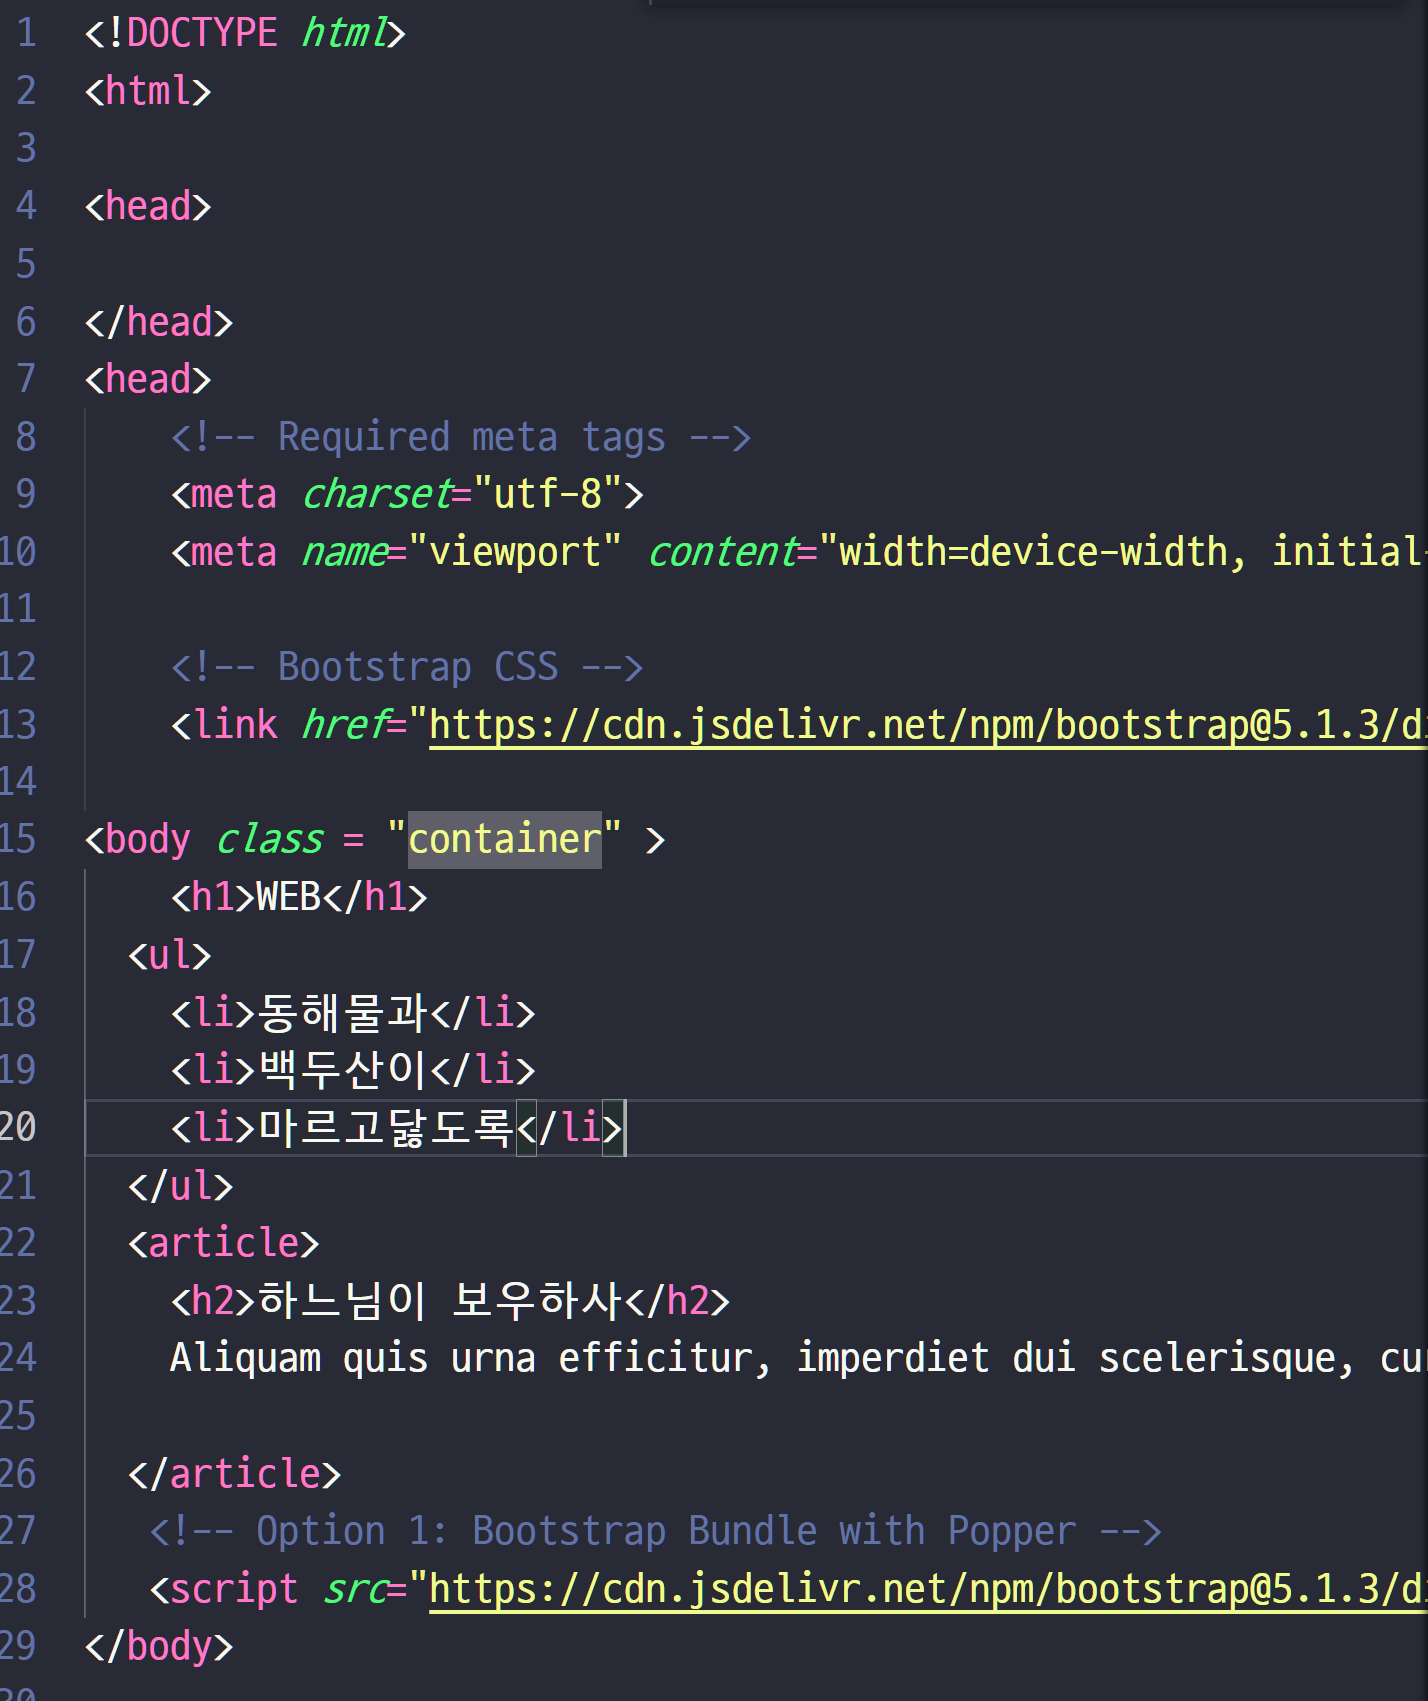 1 <!DOCTYPE html>
2 <html>
3
4 <head>
5
6 </head>
7 <head>
8 <!-- Required meta tags -->
9 <meta charset="utf-8">
10 <meta name="viewport" content="width=device-width, initial
11
12 <!-- Bootstrap CSS -->
13 <link href="https://cdn.jsdelivr.net/npm/bootstrap@5.1.3/di
14
15 <body class = "container" >
16 <h1>WEB</h1>
17 <ul>
18 <li>동해물과</li>
19 <li>백두산이</li>
20 <li>마르고닳도록</li>
21 </ul>
22 <article>
23 <h2>하느님이 보우하사</h2>
24 Aliquam quis urna efficitur, imperdiet dui scelerisque, cur
25
26 </article>
27 <!-- Option 1: Bootstrap Bundle with Popper -->
28 <script src="https://cdn.jsdelivr.net/npm/bootstrap@5.1.3/di
29 </body>
30